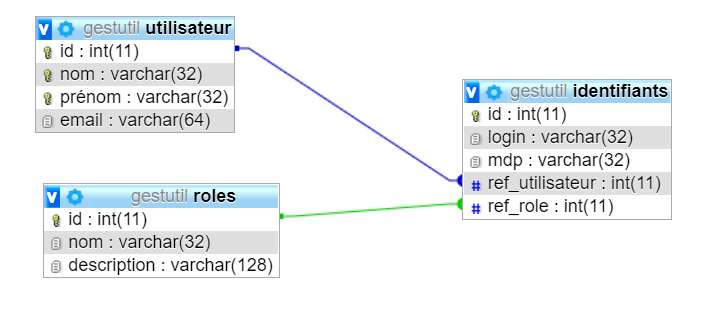 gestutil utilisateur
id : int(11)
nom : varchar(32)
prénom : varchar(32)
email : varchar(64)
gestutil identifiants
id : int(11)
login : varchar(32)
mdp : varchar(32)
# ref_utilisateur : int(11)
# ref_role : int(11)
gestutil roles
id : int(11)
nom : varchar(32)
description : varchar(128)